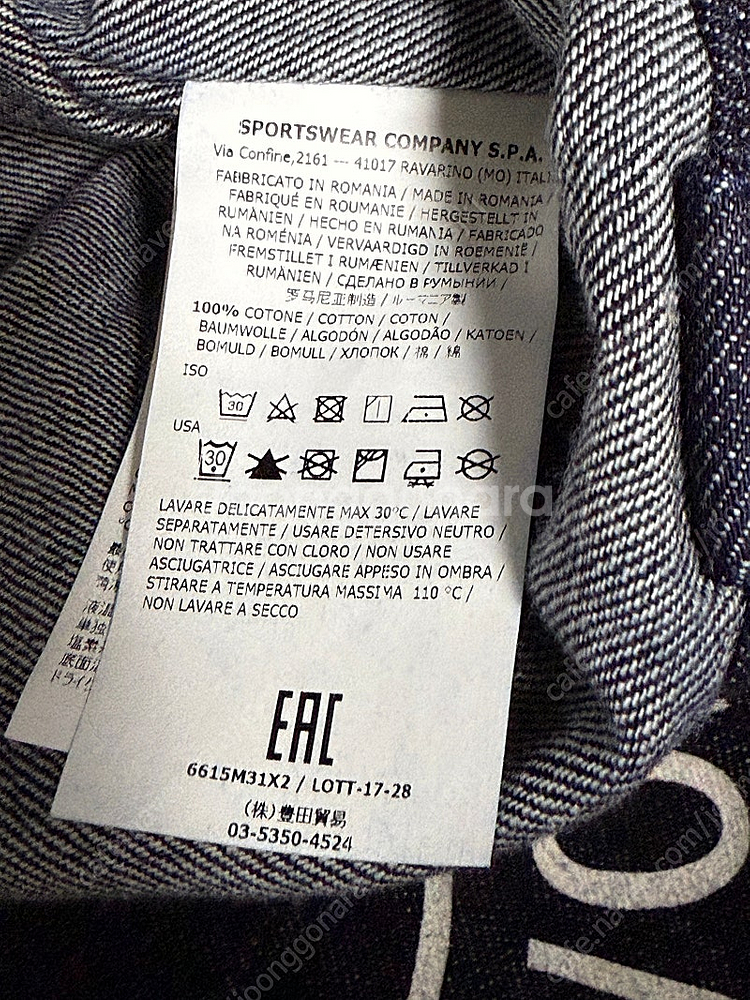 SPORTSWEAR COMPANY S.P.A.
Via Confine,2161 --- 41017 RAVARINO (MO) ITALI
FABBRICATO IN ROMANIA / MADE IN ROMANIA /
FABRIQUÉ EN ROUMANIE / HERGESTELLT IN
RUMÄNIEN / HECHO EN RUMANIA / FABRICADO
NA ROMÉNIA / VERVAARDIGD IN ROEMENIË /
FREMSTILLET I RUMÆNIEN / TILLVERKAD I
RUMÄNIEN / СДЕЛАНО В РУМЫНИИ /
罗马尼亚制造 / ルーマニア製
100% COTONE / COTTON / COTON /
BAUMWOLLE / ALGODÓN / ALGODÃO / KATOEN /
BOMULD / BOMULL / ХЛОПОК / 棉 / 綿
ISO
30
USA
30
LAVARE DELICATAMENTE MAX 30°C / LAVARE
SEPARATAMENTE / USARE DETERSIVO NEUTRO /
NON TRATTARE CON CLORO / NON USARE
ASCIUGATRICE / ASCIUGARE APPESO IN OMBRA /
STIRARE A TEMPERATURA MASSIMA 110 °C /
NON LAVARE A SECCO
EAC
6615M31X2 / LOTT-17-28
(株)豊田貿易
03-5350-4524